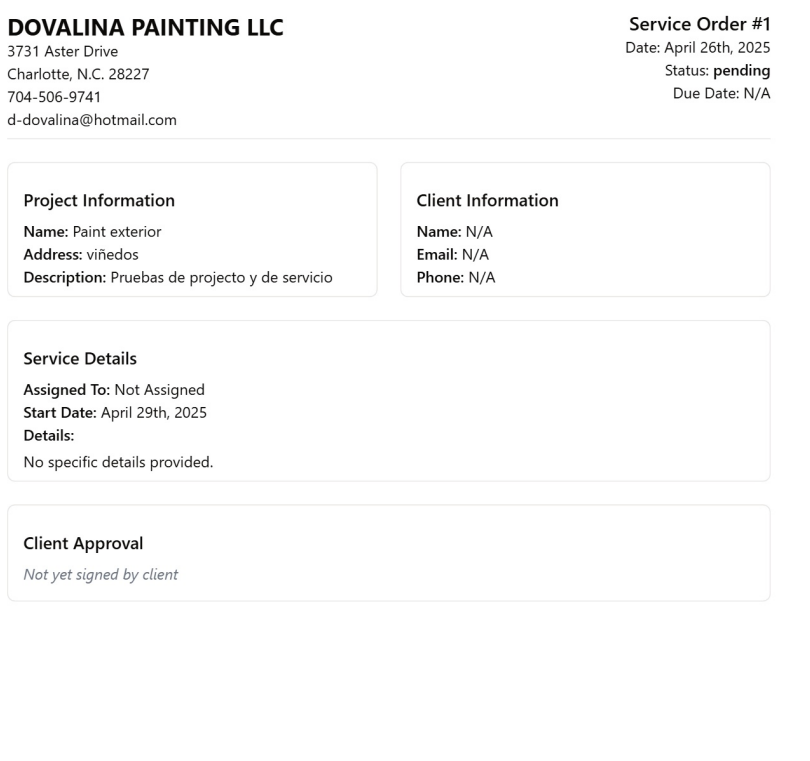 DOVALINA PAINTING LLC
3731 Aster Drive
Charlotte, N.C. 28227
704-506-9741
d-dovalina@hotmail.com
Service Order #1
Date: April 26th, 2025
Status: pending
Due Date: N/A
Project Information
Name: Paint exterior
Address: viñedos
Description: Pruebas de projecto y de servicio
Client Information
Name: N/A
Email: N/A
Phone: N/A
Service Details
Assigned To: Not Assigned
Start Date: April 29th, 2025
Details:
No specific details provided.
Client Approval
Not yet signed by client